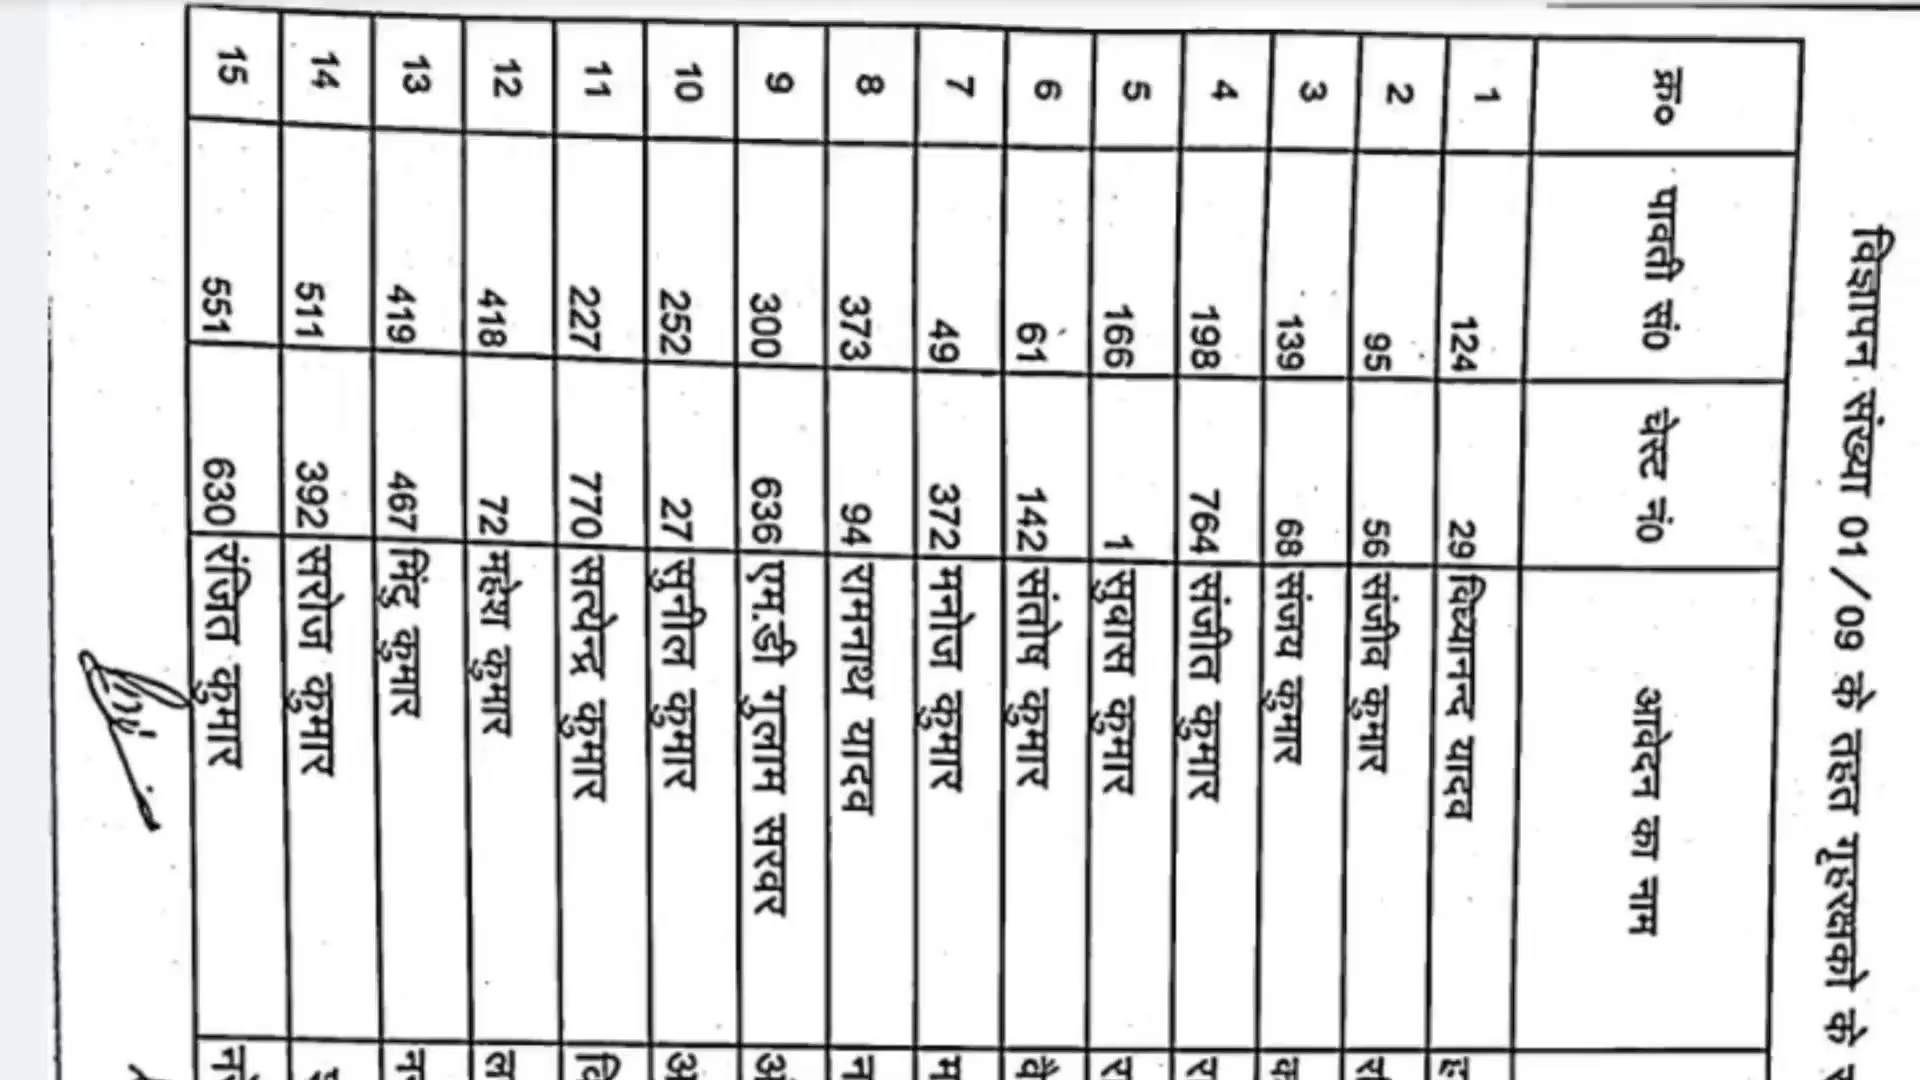 विज्ञापन संख्या 01/09 के तहत गृहरक्षको के
क्र० पावती सं0 चेस्ट नं0 आवेदन का नाम
1 124 29 विध्यानन्द यादव
2 95 56 संजीव कुमार
3 139 68 संजय कुमार
4 198 764 संजीत कुमार
5 166 1 सुवास कुमार
6 61 142 संतोष कुमार
7 49 372 मनोज कुमार
8 373 94 रामनाथ यादव
9 300 636 एम.डी गुलाम सरवर
10 252 27 सुनील कुमार
11 227 770 सत्येन्द्र कुमार
12 418 72 महेश कुमार
13 419 467 मिंटु कुमार
14 511 392 सरोज कुमार
15 551 630 रंजित कुमार